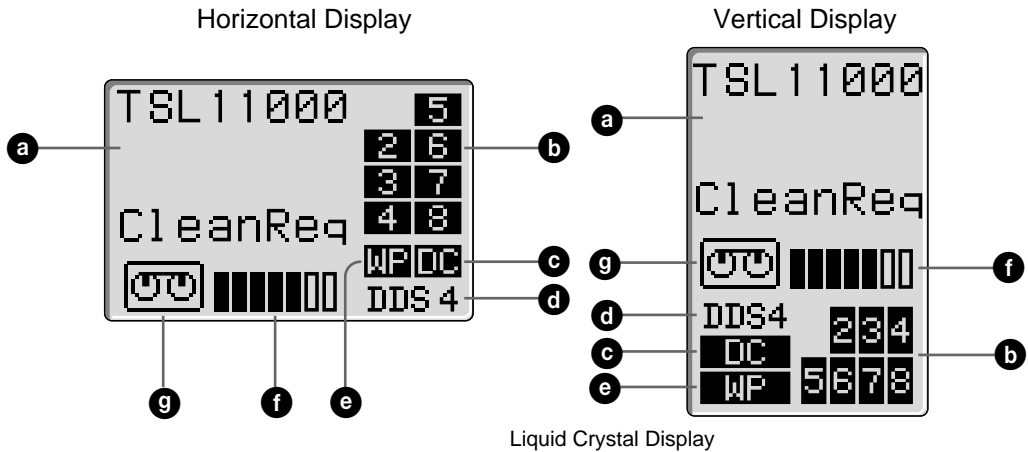 Horizontal Display
Vertical Display
TSL11000
5
a
2 6
b
3 7
4 8
CleanReq
WP DC
c
DDS 4
d
g
f
e
TSL11000
a
CleanReq
g
f
d
DDS4
2 3 4
c
DC
b
e
WP
5 6 7 8
Liquid Crystal Display